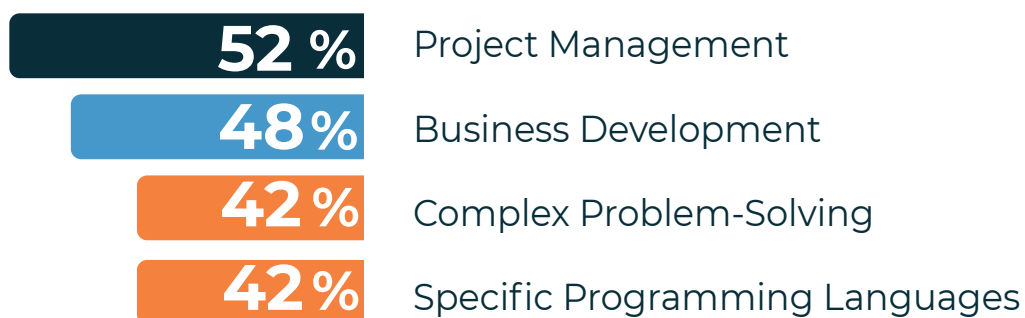 52 % Project Management
48 % Business Development
42 % Complex Problem-Solving
42 % Specific Programming Languages